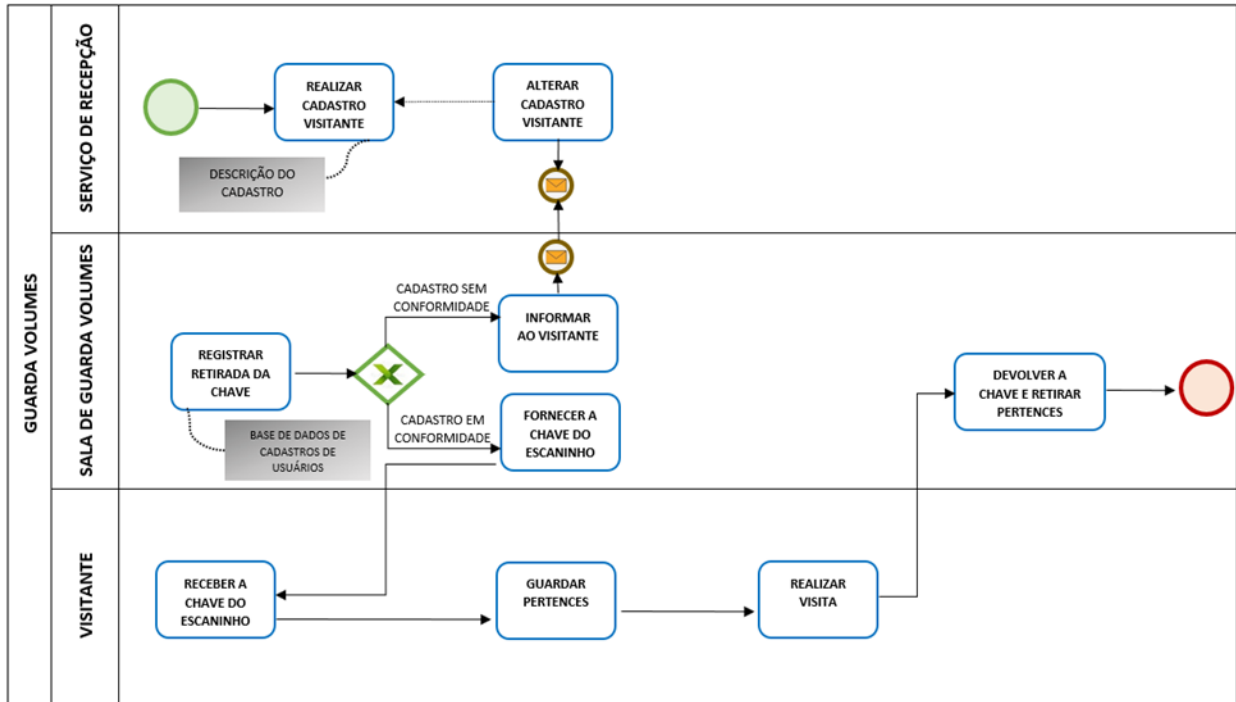 GUARDA VOLUMES
SERVIÇO DE RECEPÇÃO
REALIZAR
CADASTRO
VISITANTE
ALTERAR
CADASTRO
VISITANTE
DESCRIÇÃO DO
CADASTRO
SALA DE GUARDA VOLUMES
CADASTRO SEM
CONFORMIDADE
INFORMAR
AO VISITANTE
REGISTRAR
RETIRADA DA
CHAVE
DEVOLVER A
CHAVE E RETIRAR
PERTENCES
CADASTRO EM
CONFORMIDADE
FORNECER A
CHAVE DO
ESCANINHO
BASE DE DADOS DE
CADASTROS DE
USUÁRIOS
VISITANTE
RECEBER A
CHAVE DO
ESCANINHO
GUARDAR
PERTENCES
REALIZAR
VISITA